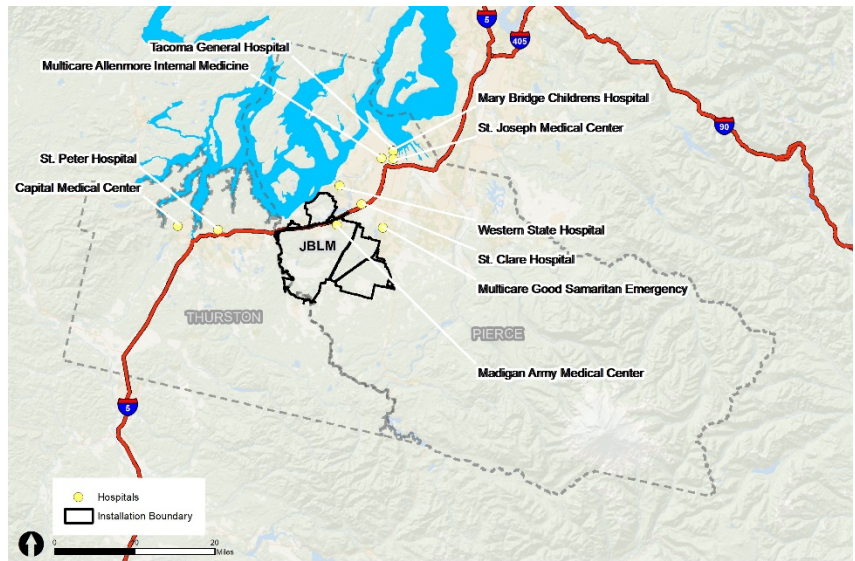 5
405
Tacoma General Hospital
Multicare Allenmore Internal Medicine
Mary Bridge Childrens Hospital
St. Joseph Medical Center
90
St. Peter Hospital
Capital Medical Center
Western State Hospital
JBLM
St. Clare Hospital
Multicare Good Samaritan Emergency
THURSTON
PIERCE
Madigan Army Medical Center
5
Hospitals
Installation Boundary
0 10 20
Miles